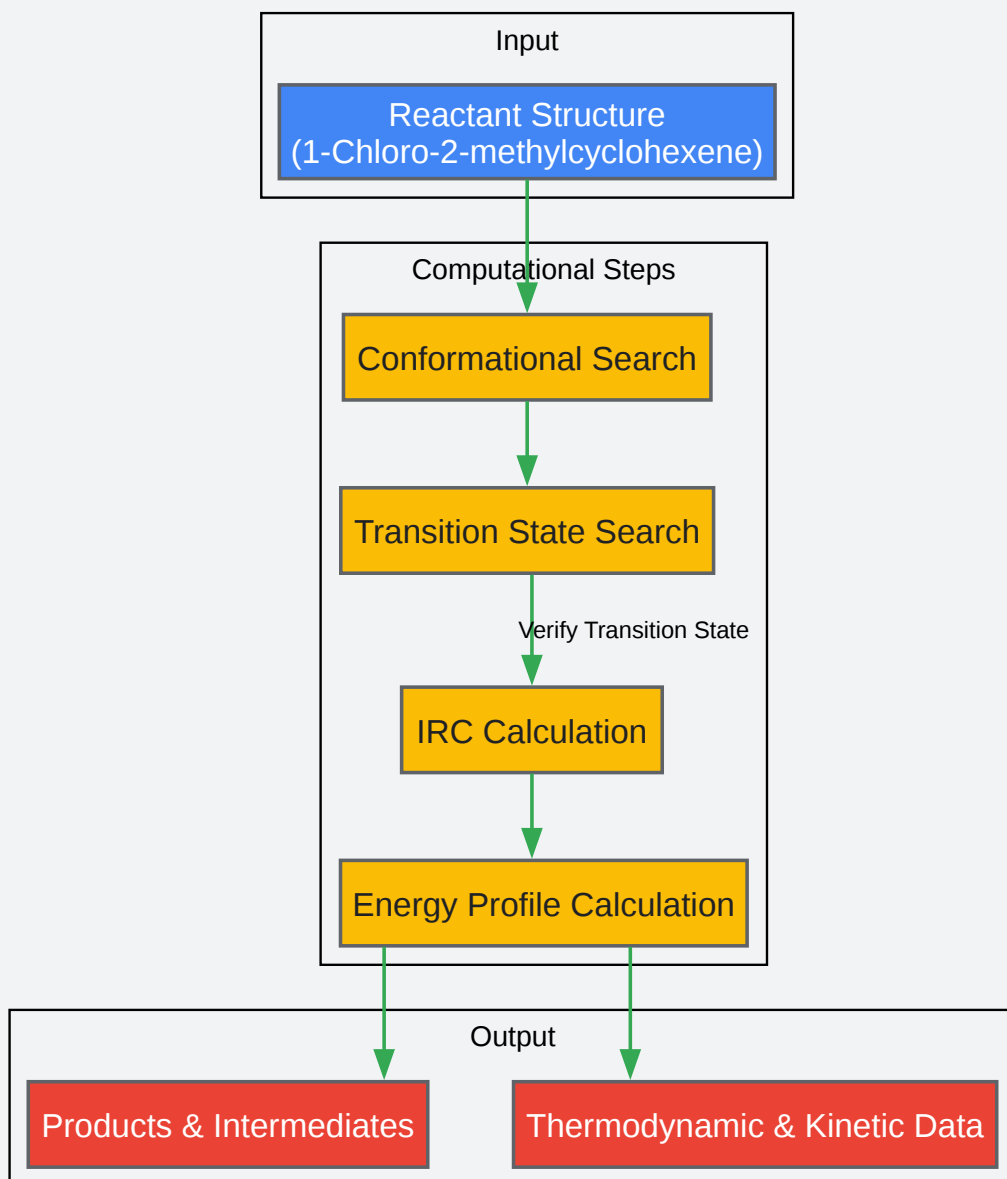 Input
Reactant Structure
(1-Chloro-2-methylcyclohexene)
Computational Steps
Conformational Search
Transition State Search
Verify Transition State
IRC Calculation
Energy Profile Calculation
Output
Products & Intermediates
Thermodynamic & Kinetic Data